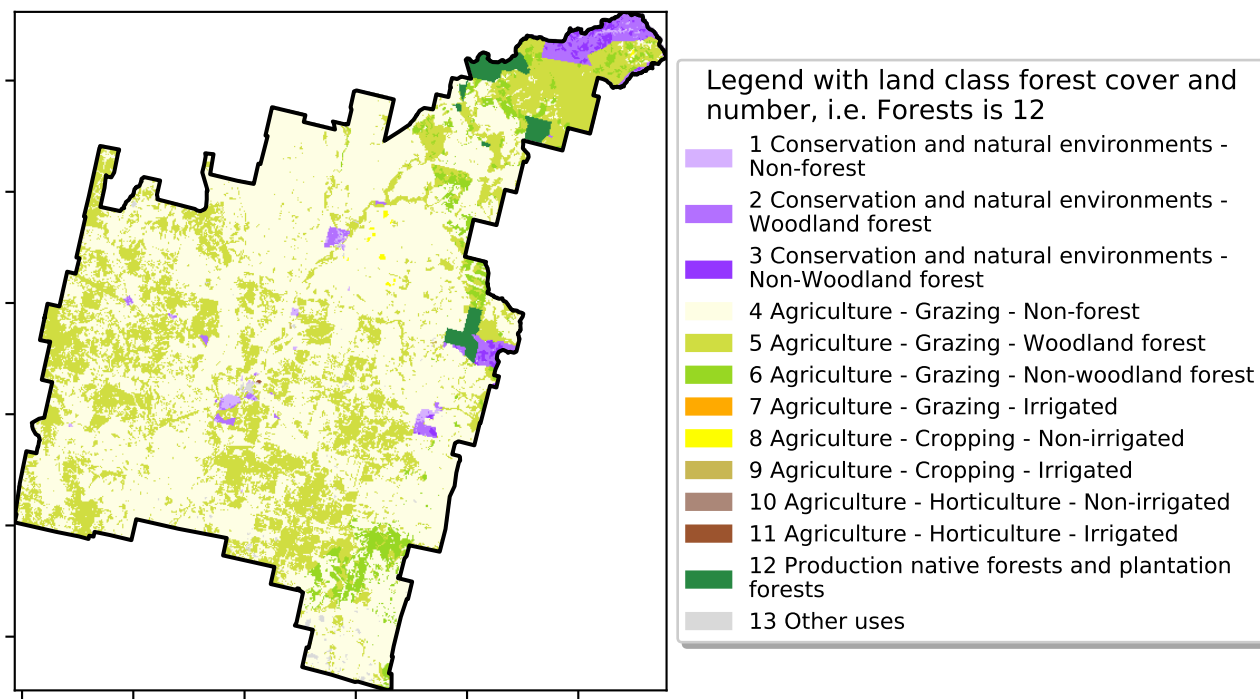 Legend with land class forest cover and
number, i.e. Forests is 12
1 Conservation and natural environments -
Non-forest
2 Conservation and natural environments -
Woodland forest
3 Conservation and natural environments -
Non-Woodland forest
4 Agriculture - Grazing - Non-forest
5 Agriculture - Grazing - Woodland forest
6 Agriculture - Grazing - Non-woodland forest
7 Agriculture - Grazing - Irrigated
8 Agriculture - Cropping - Non-irrigated
9 Agriculture - Cropping - Irrigated
10 Agriculture - Horticulture - Non-irrigated
11 Agriculture - Horticulture - Irrigated
12 Production native forests and plantation
forests
13 Other uses